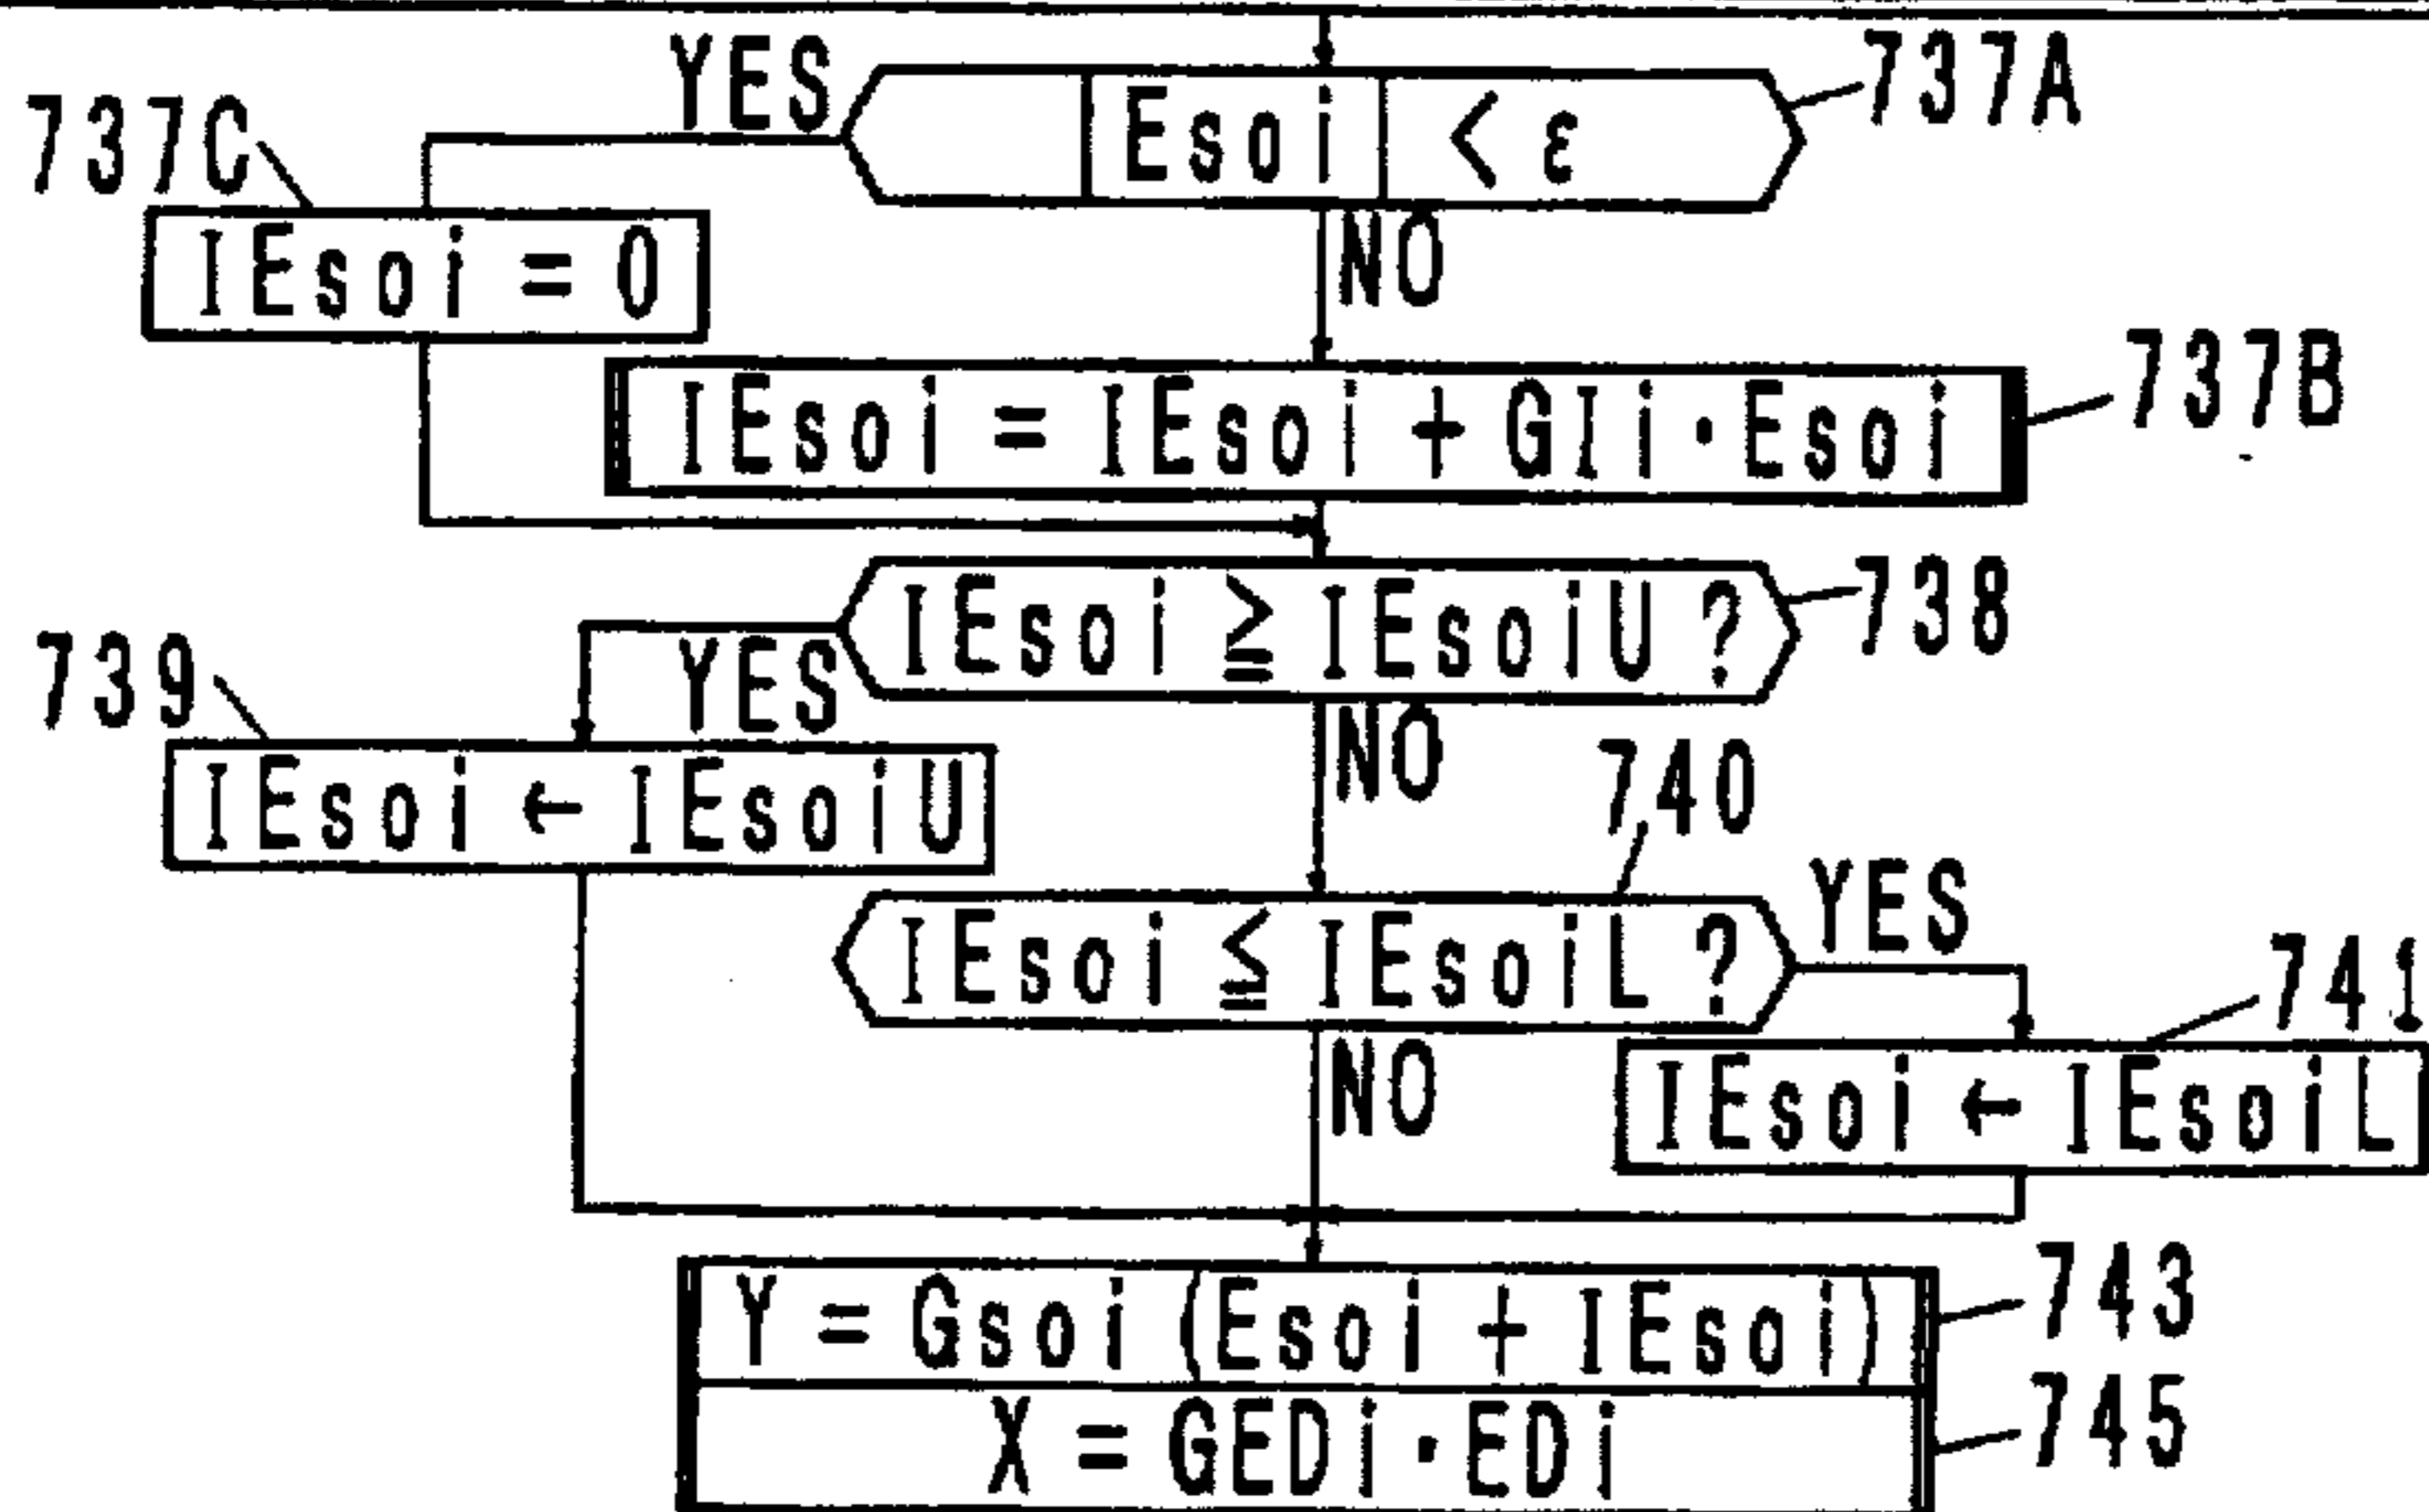 YES
737A
|Esoi| < ε
737C
IEsoi = 0
NO
IEsoi = IEsoi + GIi·Esoi
737B
IEsoi ≧ IEsoiU ?
738
YES
739
NO
IEsoi ← IEsoiU
740
YES
IEsoi ≦ IEsoiL ?
741
NO
IEsoi ← IEsoiL
Y = Gsoi (Esoi + IEsoi)
743
X = GEDi·EDi
745